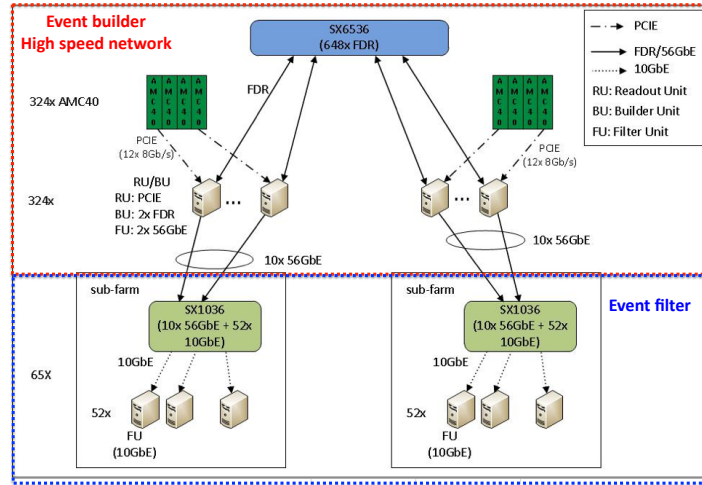 Event builder
High speed network
SX6536
(648x FDR)
PCIE
FDR/56GbE
10GbE
RU: Readout Unit
BU: Builder Unit
FU: Filter Unit
324x AMC40
AMC40
AMC40
AMC40
AMC40
FDR
AMC40
AMC40
AMC40
AMC40
PCIE
(12x 8Gb/s)
PCIE
(12x 8Gb/s)
324x
RU/BU
RU: PCIE
BU: 2x FDR
FU: 2x 56GbE
...
...
10x 56GbE
10x 56GbE
sub-farm
sub-farm
Event filter
SX1036
(10x 56GbE + 52x
10GbE)
SX1036
(10x 56GbE + 52x
10GbE)
10GbE
10GbE
65X
52x
FU
(10GbE)
52x
FU
(10GbE)